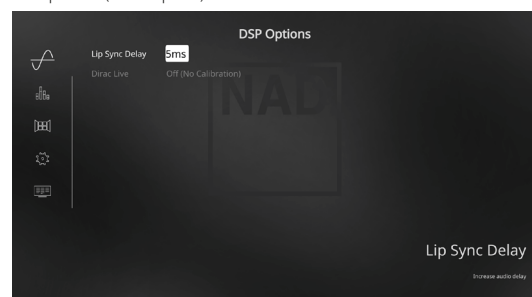 DSP Options
Lip Sync Delay 5ms
Dirac Live Off (No Calibration)
NAD
Lip Sync Delay
Increase audio delay